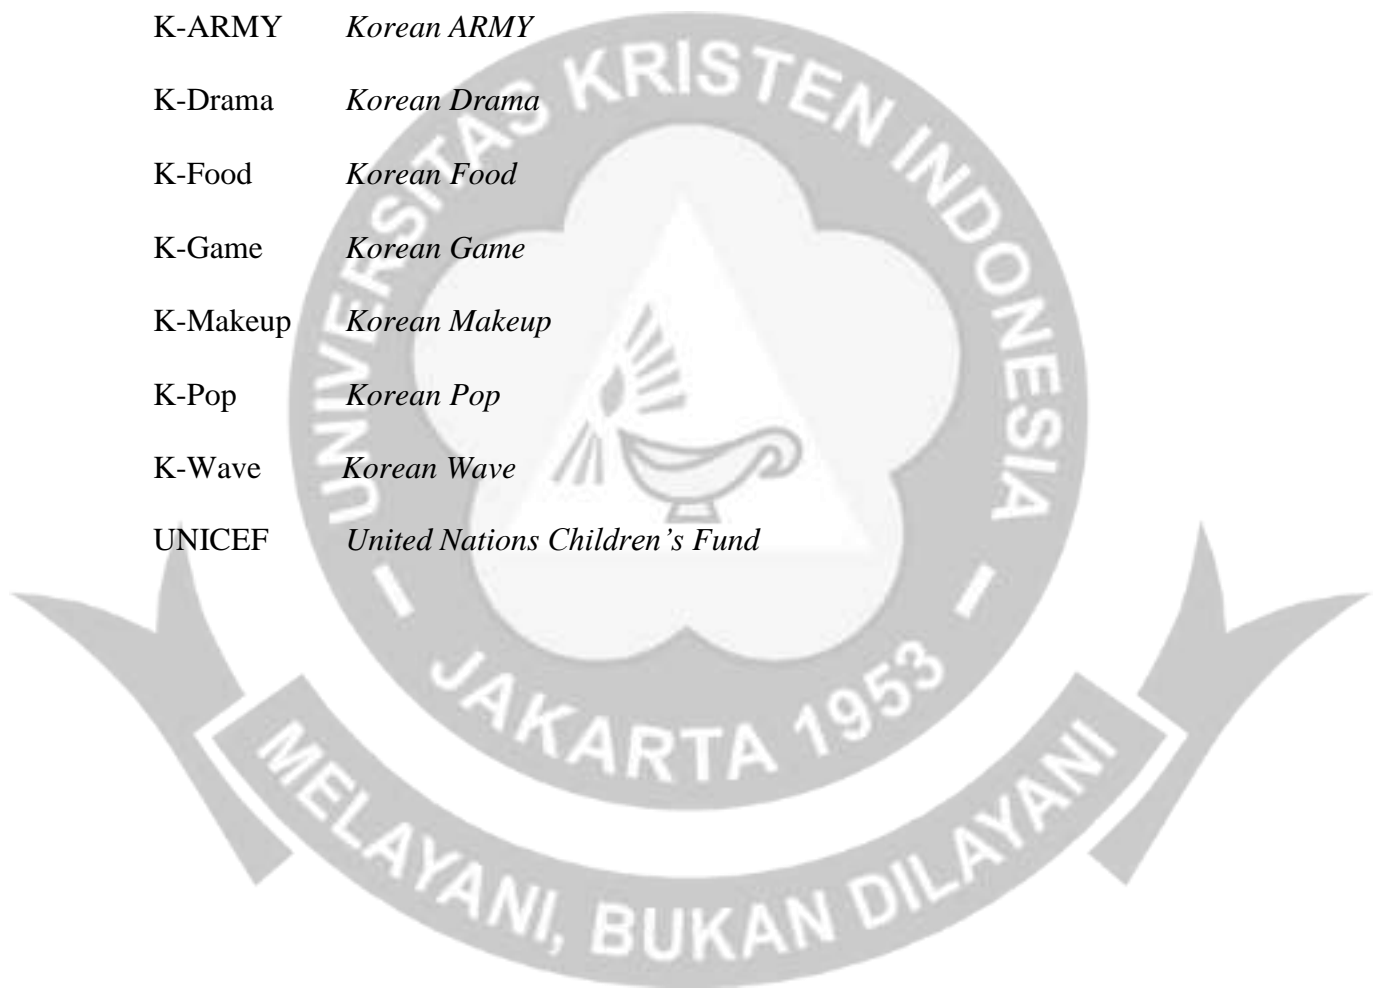 K-ARMY Korean ARMY
K-Drama Korean Drama
K-Food Korean Food
K-Game Korean Game
K-Makeup Korean Makeup
K-Pop Korean Pop
K-Wave Korean Wave
UNICEF United Nations Children’s Fund
UNIVERSITAS KRISTEN INDONESIA
- JAKARTA 1953 -
MELAYANI, BUKAN DILAYANI